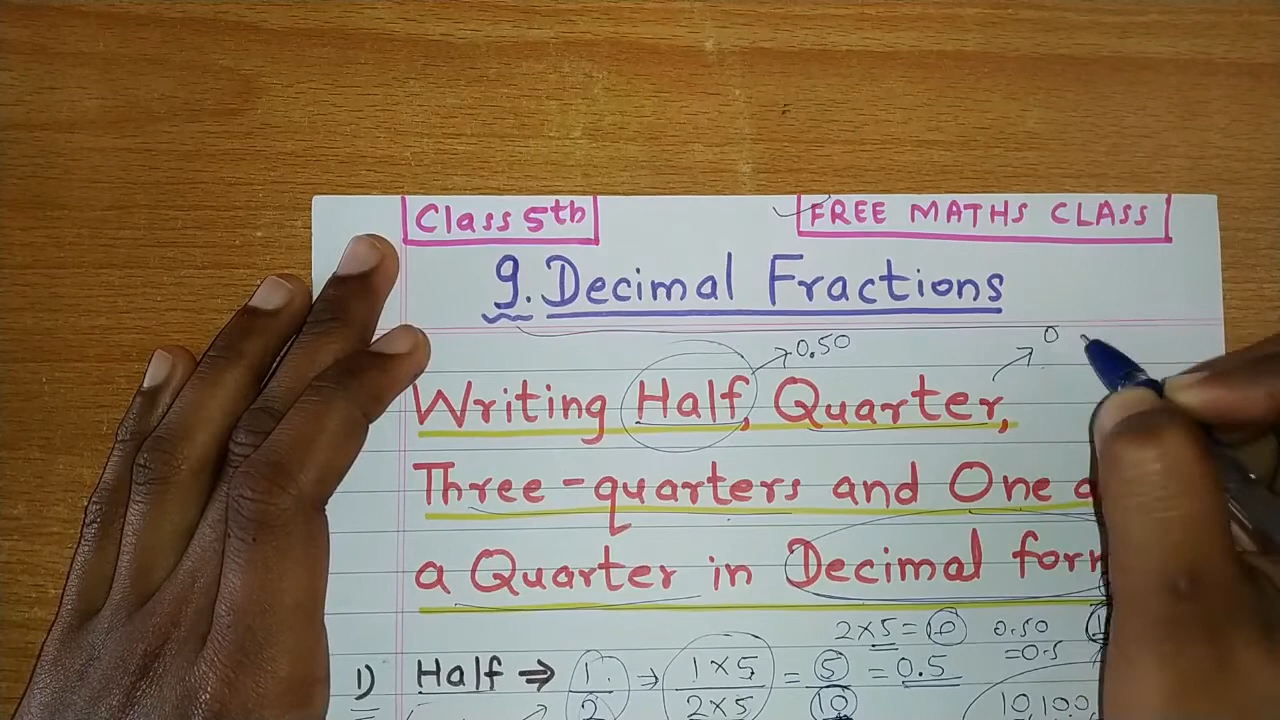 Class 5th FREE MATHS CLASS
9. Decimal Fractions
0.50 0
Writing Half, Quarter,
Three-quarters and One
a Quarter in Decimal
2×5=10 0.50
=0.5
1) Half ⇒ 1/2 → 1×5/2×5 = 5/10 = 0.5
10,100